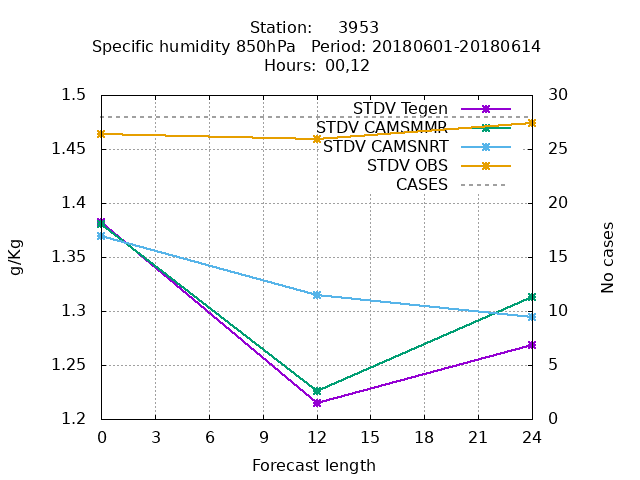 Station: 3953
Specific humidity 850hPa Period: 20180601-20180614
Hours: 00,12
1.5 30
STDV Tegen
STDV CAMSMMR
1.45 STDV CAMSNRT 25
STDV OBS
CASES
1.4 20
1.35 15
g/Kg
No cases
1.3 10
1.25 5
1.2 0
0 3 6 9 12 15 18 21 24
Forecast length